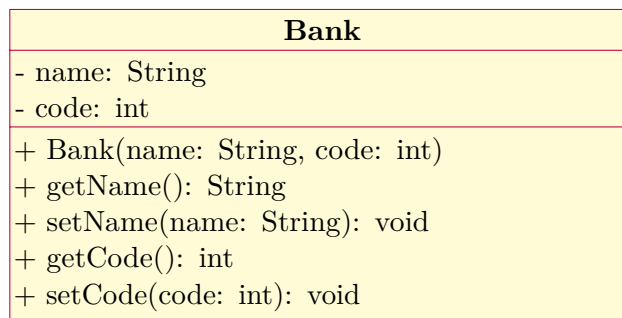 Bank
- name: String
- code: int
+ Bank(name: String, code: int)
+ getName(): String
+ setName(name: String): void
+ getCode(): int
+ setCode(code: int): void